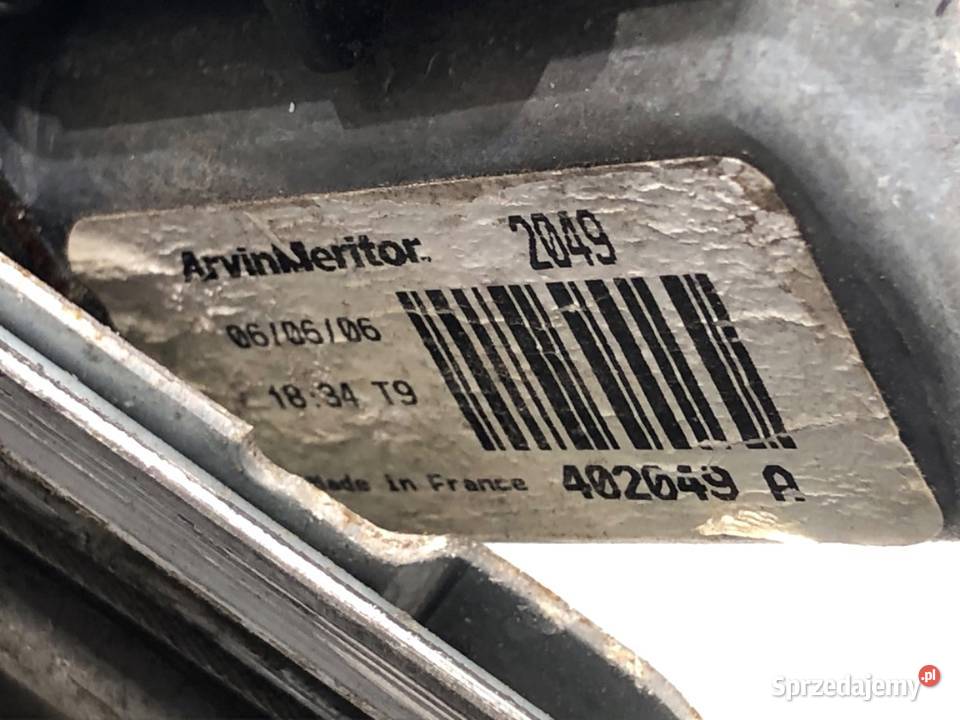 ArvinMeritor. 2049
06/06/06
18:34 T9
Made in France 402649 A
Sprzedajemy.pl